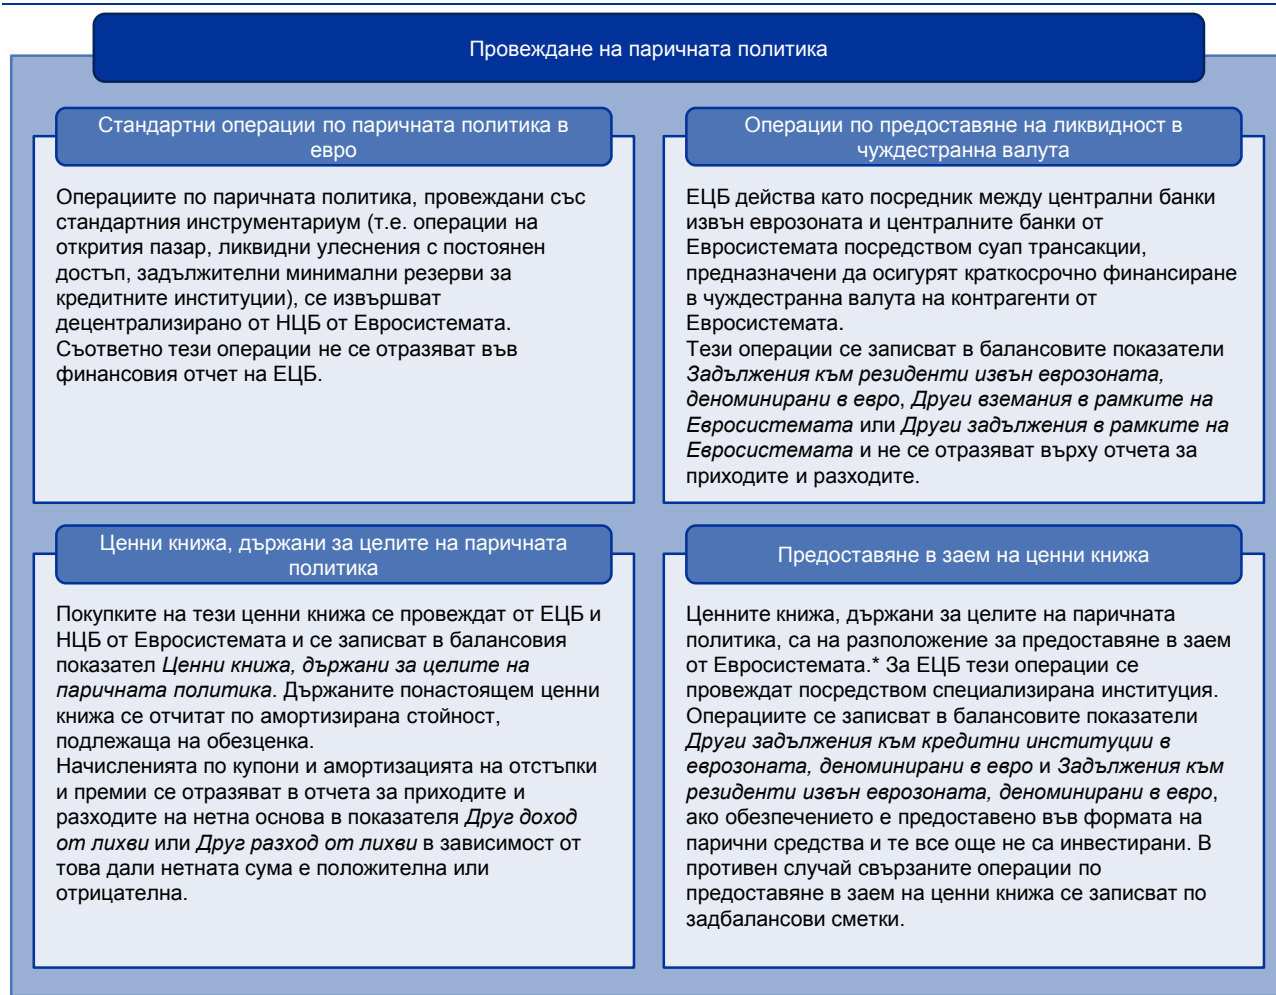 Провеждане на паричната политика
Стандартни операции по паричната политика в
евро
Операциите по паричната политика, провеждани със
стандартния инструментариум (т.е. операции на
открития пазар, ликвидни улеснения с постоянен
достъп, задължителни минимални резерви за
кредитните институции), се извършват
децентрализирано от НЦБ от Евросистемата.
Съответно тези операции не се отразяват във
финансовия отчет на ЕЦБ.
Операции по предоставяне на ликвидност в
чуждестранна валута
ЕЦБ действа като посредник между централни банки
извън еврозоната и централните банки от
Евросистемата посредством суап трансакции,
предназначени да осигурят краткосрочно финансиране
в чуждестранна валута на контрагенти от
Евросистемата.
Тези операции се записват в балансовите показатели
Задължения към резиденти извън еврозоната,
деноминирани в евро, Други вземания в рамките на
Евросистемата или Други задължения в рамките на
Евросистемата и не се отразяват върху отчета за
приходите и разходите.
Ценни книжа, държани за целите на паричната
политика
Покупките на тези ценни книжа се провеждат от ЕЦБ и
НЦБ от Евросистемата и се записват в балансовия
показател Ценни книжа, държани за целите на
паричната политика. Държаните понастоящем ценни
книжа се отчитат по амортизирана стойност,
подлежаща на обезценка.
Начисленията по купони и амортизацията на отстъпки
и премии се отразяват в отчета за приходите и
разходите на нетна основа в показателя Друг доход
от лихви или Друг разход от лихви в зависимост от
това дали нетната сума е положителна или
отрицателна.
Предоставяне в заем на ценни книжа
Ценните книжа, държани за целите на паричната
политика, са на разположение за предоставяне в заем
от Евросистемата.* За ЕЦБ тези операции се
провеждат посредством специализирана институция.
Операциите се записват в балансовите показатели
Други задължения към кредитни институции в
еврозоната, деноминирани в евро и Задължения към
резиденти извън еврозоната, деноминирани в евро,
ако обезпечението е предоставено във формата на
парични средства и те все още не са инвестирани. В
противен случай свързаните операции по
предоставяне в заем на ценни книжа се записват по
задбалансови сметки.